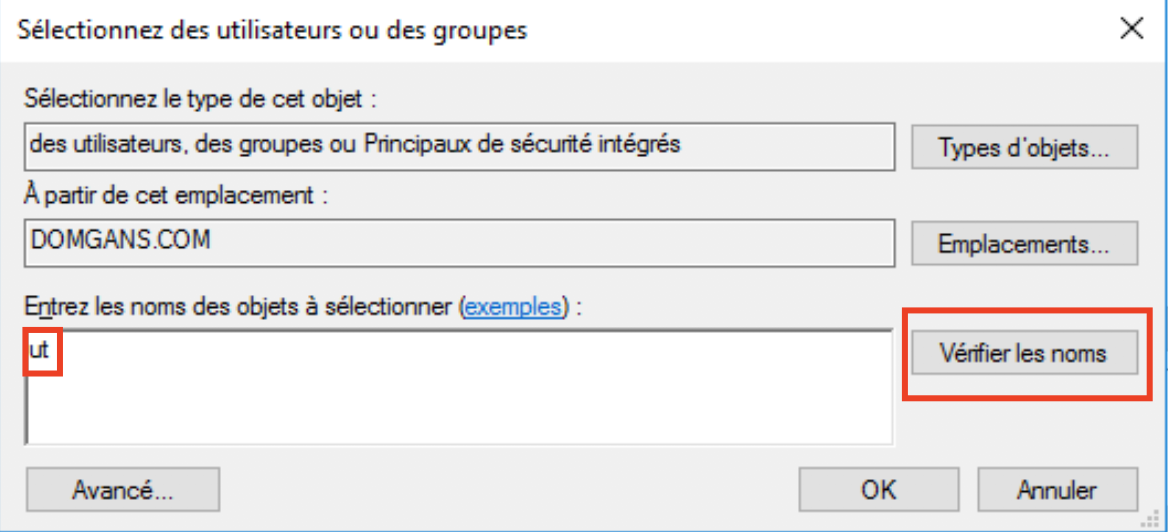 Sélectionnez des utilisateurs ou des groupes
Sélectionnez le type de cet objet :
des utilisateurs, des groupes ou Principaux de sécurité intégrés
Types d'objets...
À partir de cet emplacement :
DOMGANS.COM
Emplacements...
Entrez les noms des objets à sélectionner (exemples) :
ut
Vérifier les noms
Avancé...
OK
Annuler